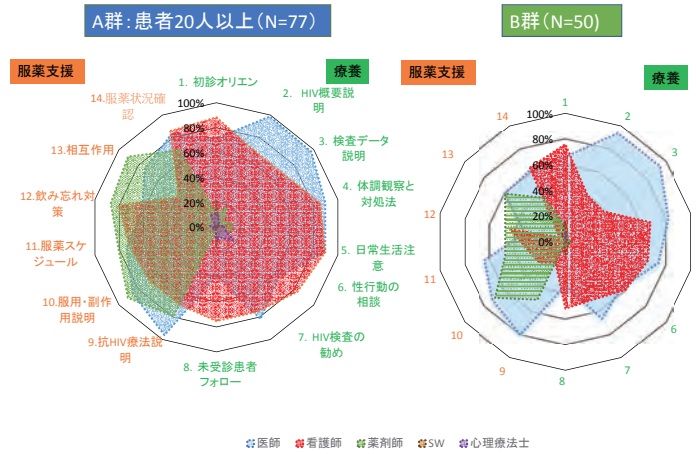 A群:患者20人以上(N=77)
B群(N=50)
服薬支援
療養
1. 初診オリエン
2. HIV概要説
明
3. 検査データ
説明
4. 体調観察と
対処法
5. 日常生活注
意
6. 性行動の
相談
7. HIV検査の
勧め
8. 未受診患者
フォロー
9.抗HIV療法説
明
10.服用・副作
用説明
11.服薬スケ
ジュール
12.飲み忘れ対
策
13.相互作用
14.服薬状況確
認
100%
80%
60%
40%
20%
0%
服薬支援
療養
1
2
3
6
7
8
9
10
11
12
13
14
100%
80%
60%
40%
20%
0%
医師 看護師 薬剤師 SW 心理療法士